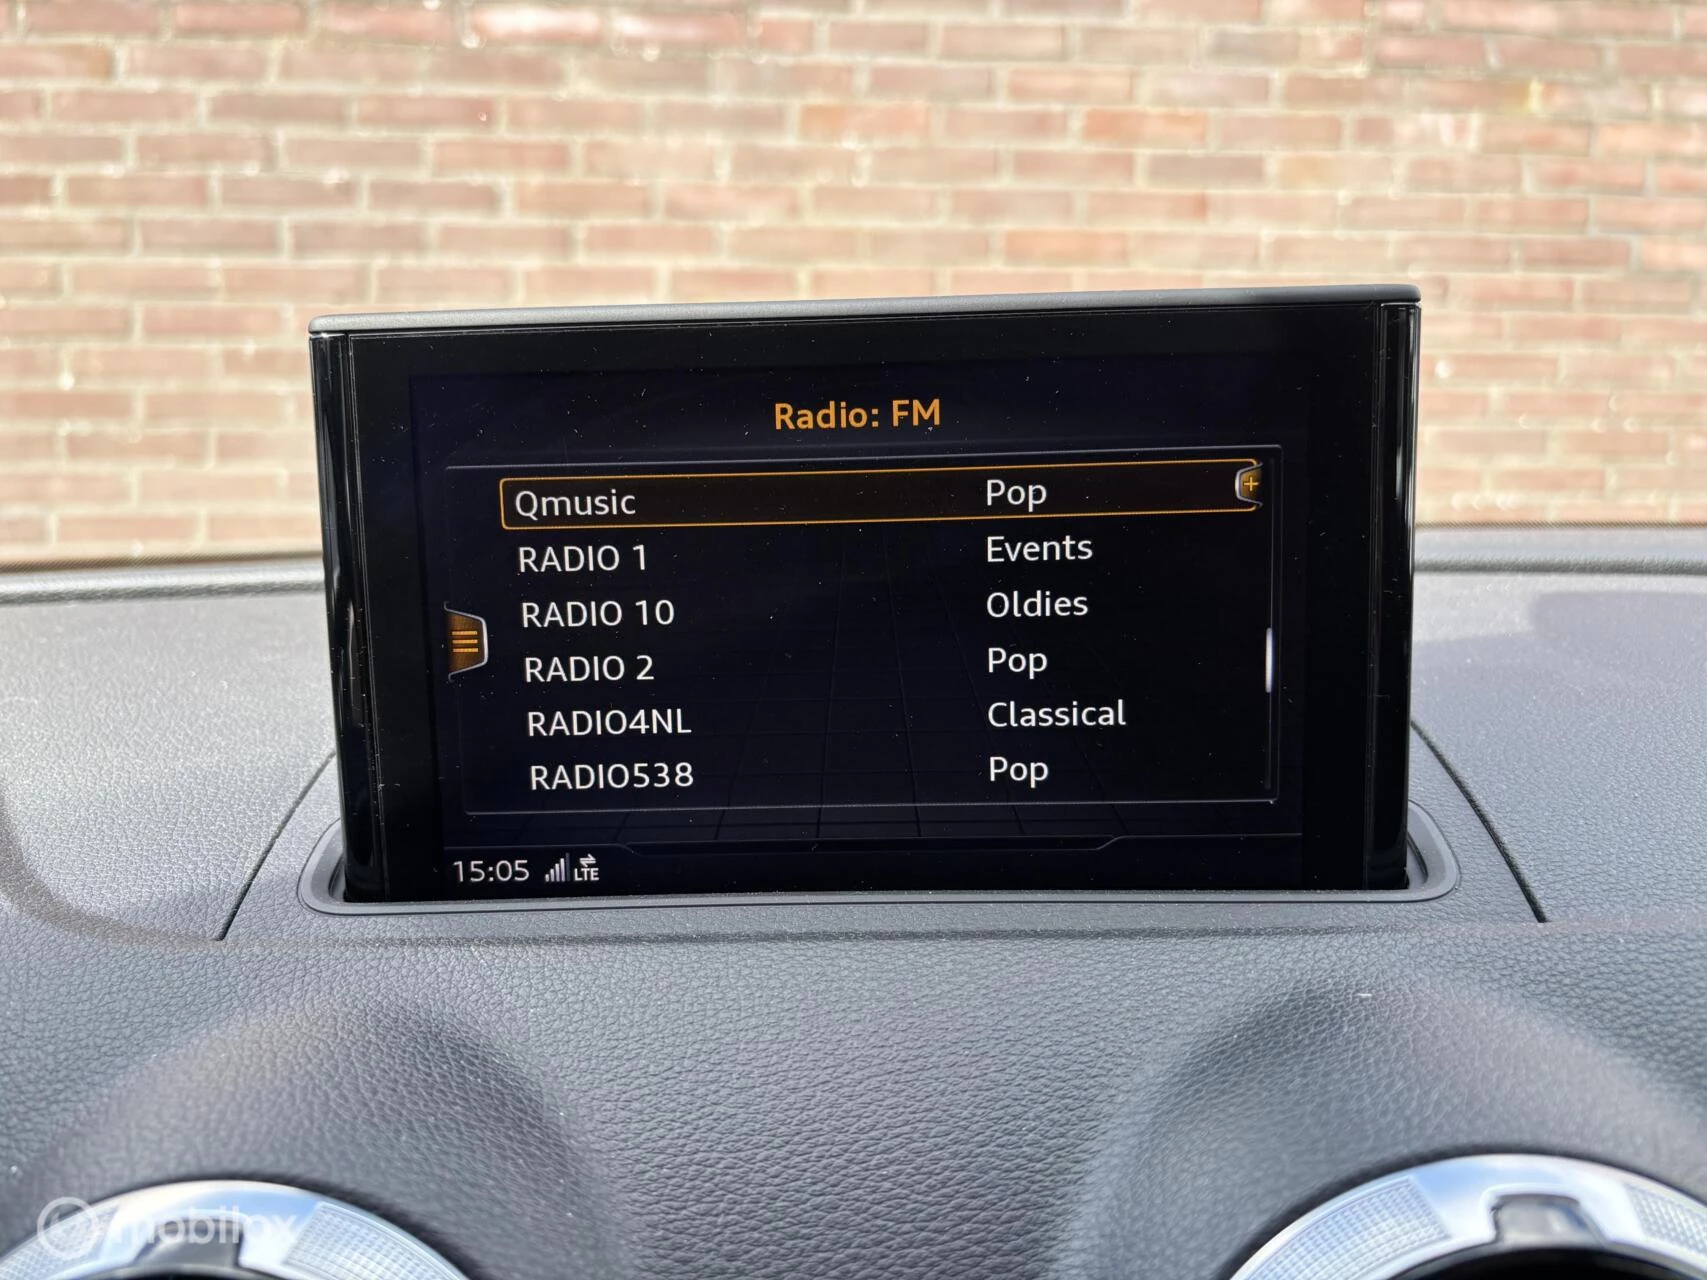 Radio: FM
Qmusic Pop
RADIO 1 Events
RADIO 10 Oldies
RADIO 2 Pop
RADIO4NL Classical
RADIO538 Pop
15:05 LTE
mobilox